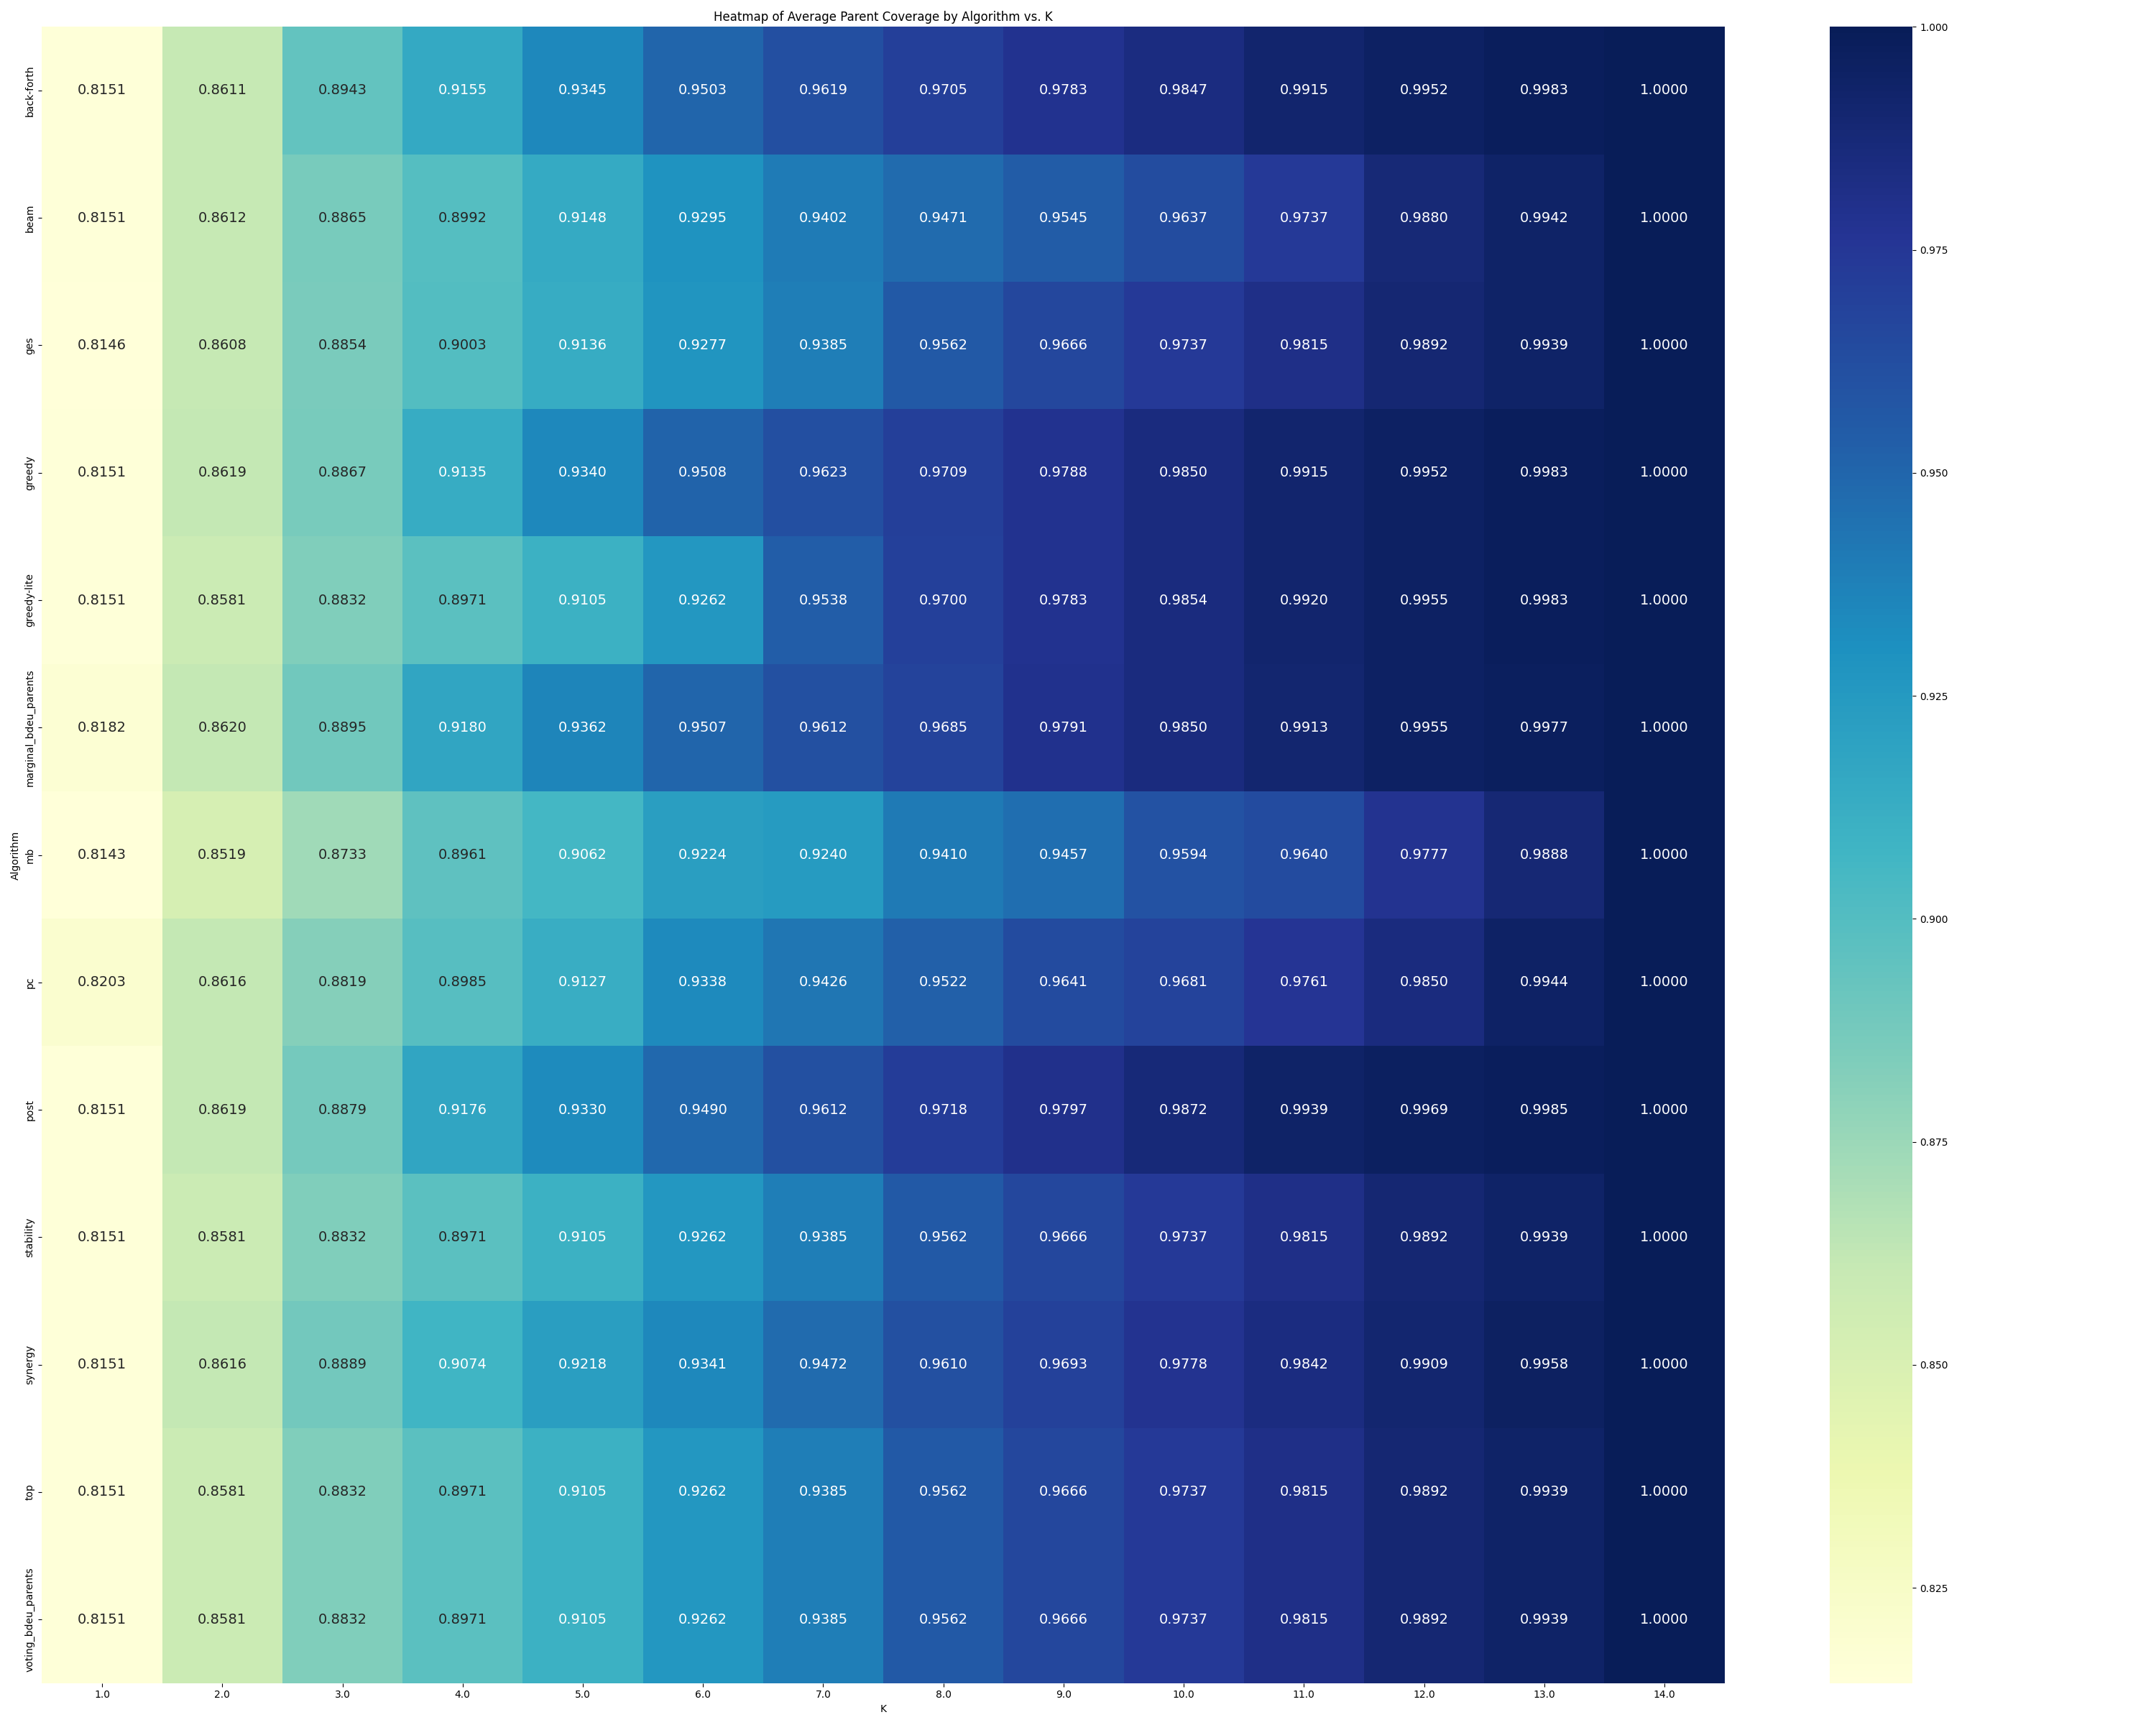 Heatmap of Average Parent Coverage by Algorithm vs. K
back-forth 0.8151 0.8611 0.8943 0.9155 0.9345 0.9503 0.9619 0.9705 0.9783 0.9847 0.9915 0.9952 0.9983 1.0000
beam 0.8151 0.8612 0.8865 0.8992 0.9148 0.9295 0.9402 0.9471 0.9545 0.9637 0.9737 0.9880 0.9942 1.0000
ges 0.8146 0.8608 0.8854 0.9003 0.9136 0.9277 0.9385 0.9562 0.9666 0.9737 0.9815 0.9892 0.9939 1.0000
greedy 0.8151 0.8619 0.8867 0.9135 0.9340 0.9508 0.9623 0.9709 0.9788 0.9850 0.9915 0.9952 0.9983 1.0000
greedy-lite 0.8151 0.8581 0.8832 0.8971 0.9105 0.9262 0.9538 0.9700 0.9783 0.9854 0.9920 0.9955 0.9983 1.0000
marginal_bdeu_parents 0.8182 0.8620 0.8895 0.9180 0.9362 0.9507 0.9612 0.9685 0.9791 0.9850 0.9913 0.9955 0.9977 1.0000
Algorithm
mb 0.8143 0.8519 0.8733 0.8961 0.9062 0.9224 0.9240 0.9410 0.9457 0.9594 0.9640 0.9777 0.9888 1.0000
pc 0.8203 0.8616 0.8819 0.8985 0.9127 0.9338 0.9426 0.9522 0.9641 0.9681 0.9761 0.9850 0.9944 1.0000
post 0.8151 0.8619 0.8879 0.9176 0.9330 0.9490 0.9612 0.9718 0.9797 0.9872 0.9939 0.9969 0.9985 1.0000
stability 0.8151 0.8581 0.8832 0.8971 0.9105 0.9262 0.9385 0.9562 0.9666 0.9737 0.9815 0.9892 0.9939 1.0000
synergy 0.8151 0.8616 0.8889 0.9074 0.9218 0.9341 0.9472 0.9610 0.9693 0.9778 0.9842 0.9909 0.9958 1.0000
top 0.8151 0.8581 0.8832 0.8971 0.9105 0.9262 0.9385 0.9562 0.9666 0.9737 0.9815 0.9892 0.9939 1.0000
voting_bdeu_parents 0.8151 0.8581 0.8832 0.8971 0.9105 0.9262 0.9385 0.9562 0.9666 0.9737 0.9815 0.9892 0.9939 1.0000
1.0 2.0 3.0 4.0 5.0 6.0 7.0 8.0 9.0 10.0 11.0 12.0 13.0 14.0
K
1.000
0.975
0.950
0.925
0.900
0.875
0.850
0.825